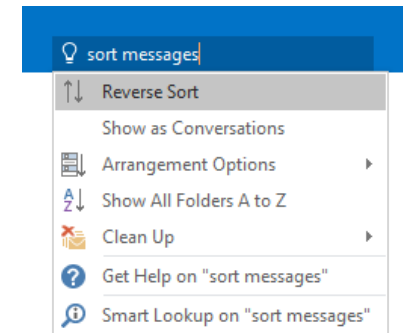 sort messages
Reverse Sort
Show as Conversations
Arrangement Options
Show All Folders A to Z
Clean Up
Get Help on "sort messages"
Smart Lookup on "sort messages"